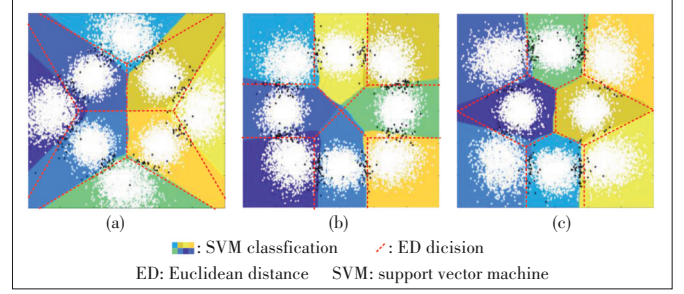 (a) (b) (c)
: SVM classfication : ED dicision
ED: Euclidean distance SVM: support vector machine